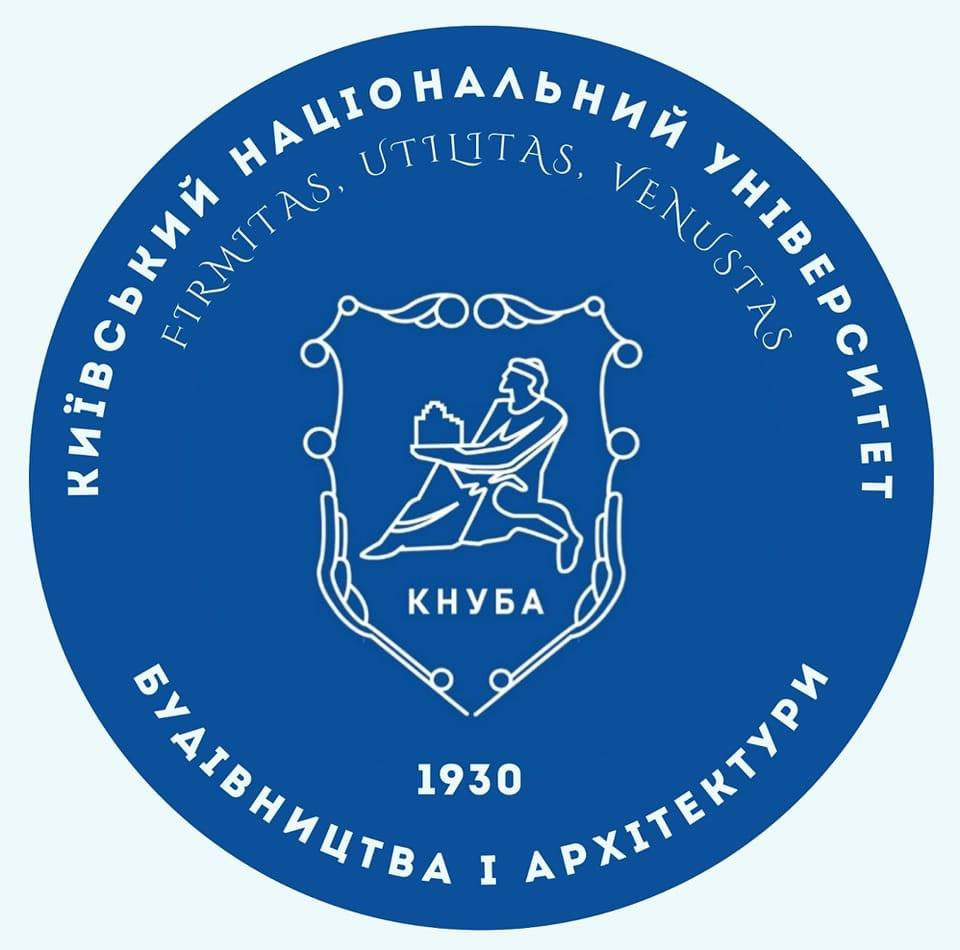 КИЇВСЬКИЙ НАЦІОНАЛЬНИЙ УНІВЕРСИТЕТ
FIRMITAS, UTILITAS, VENUSTAS
КНУБА
1930
БУДІВНИЦТВА І АРХІТЕКТУРИ